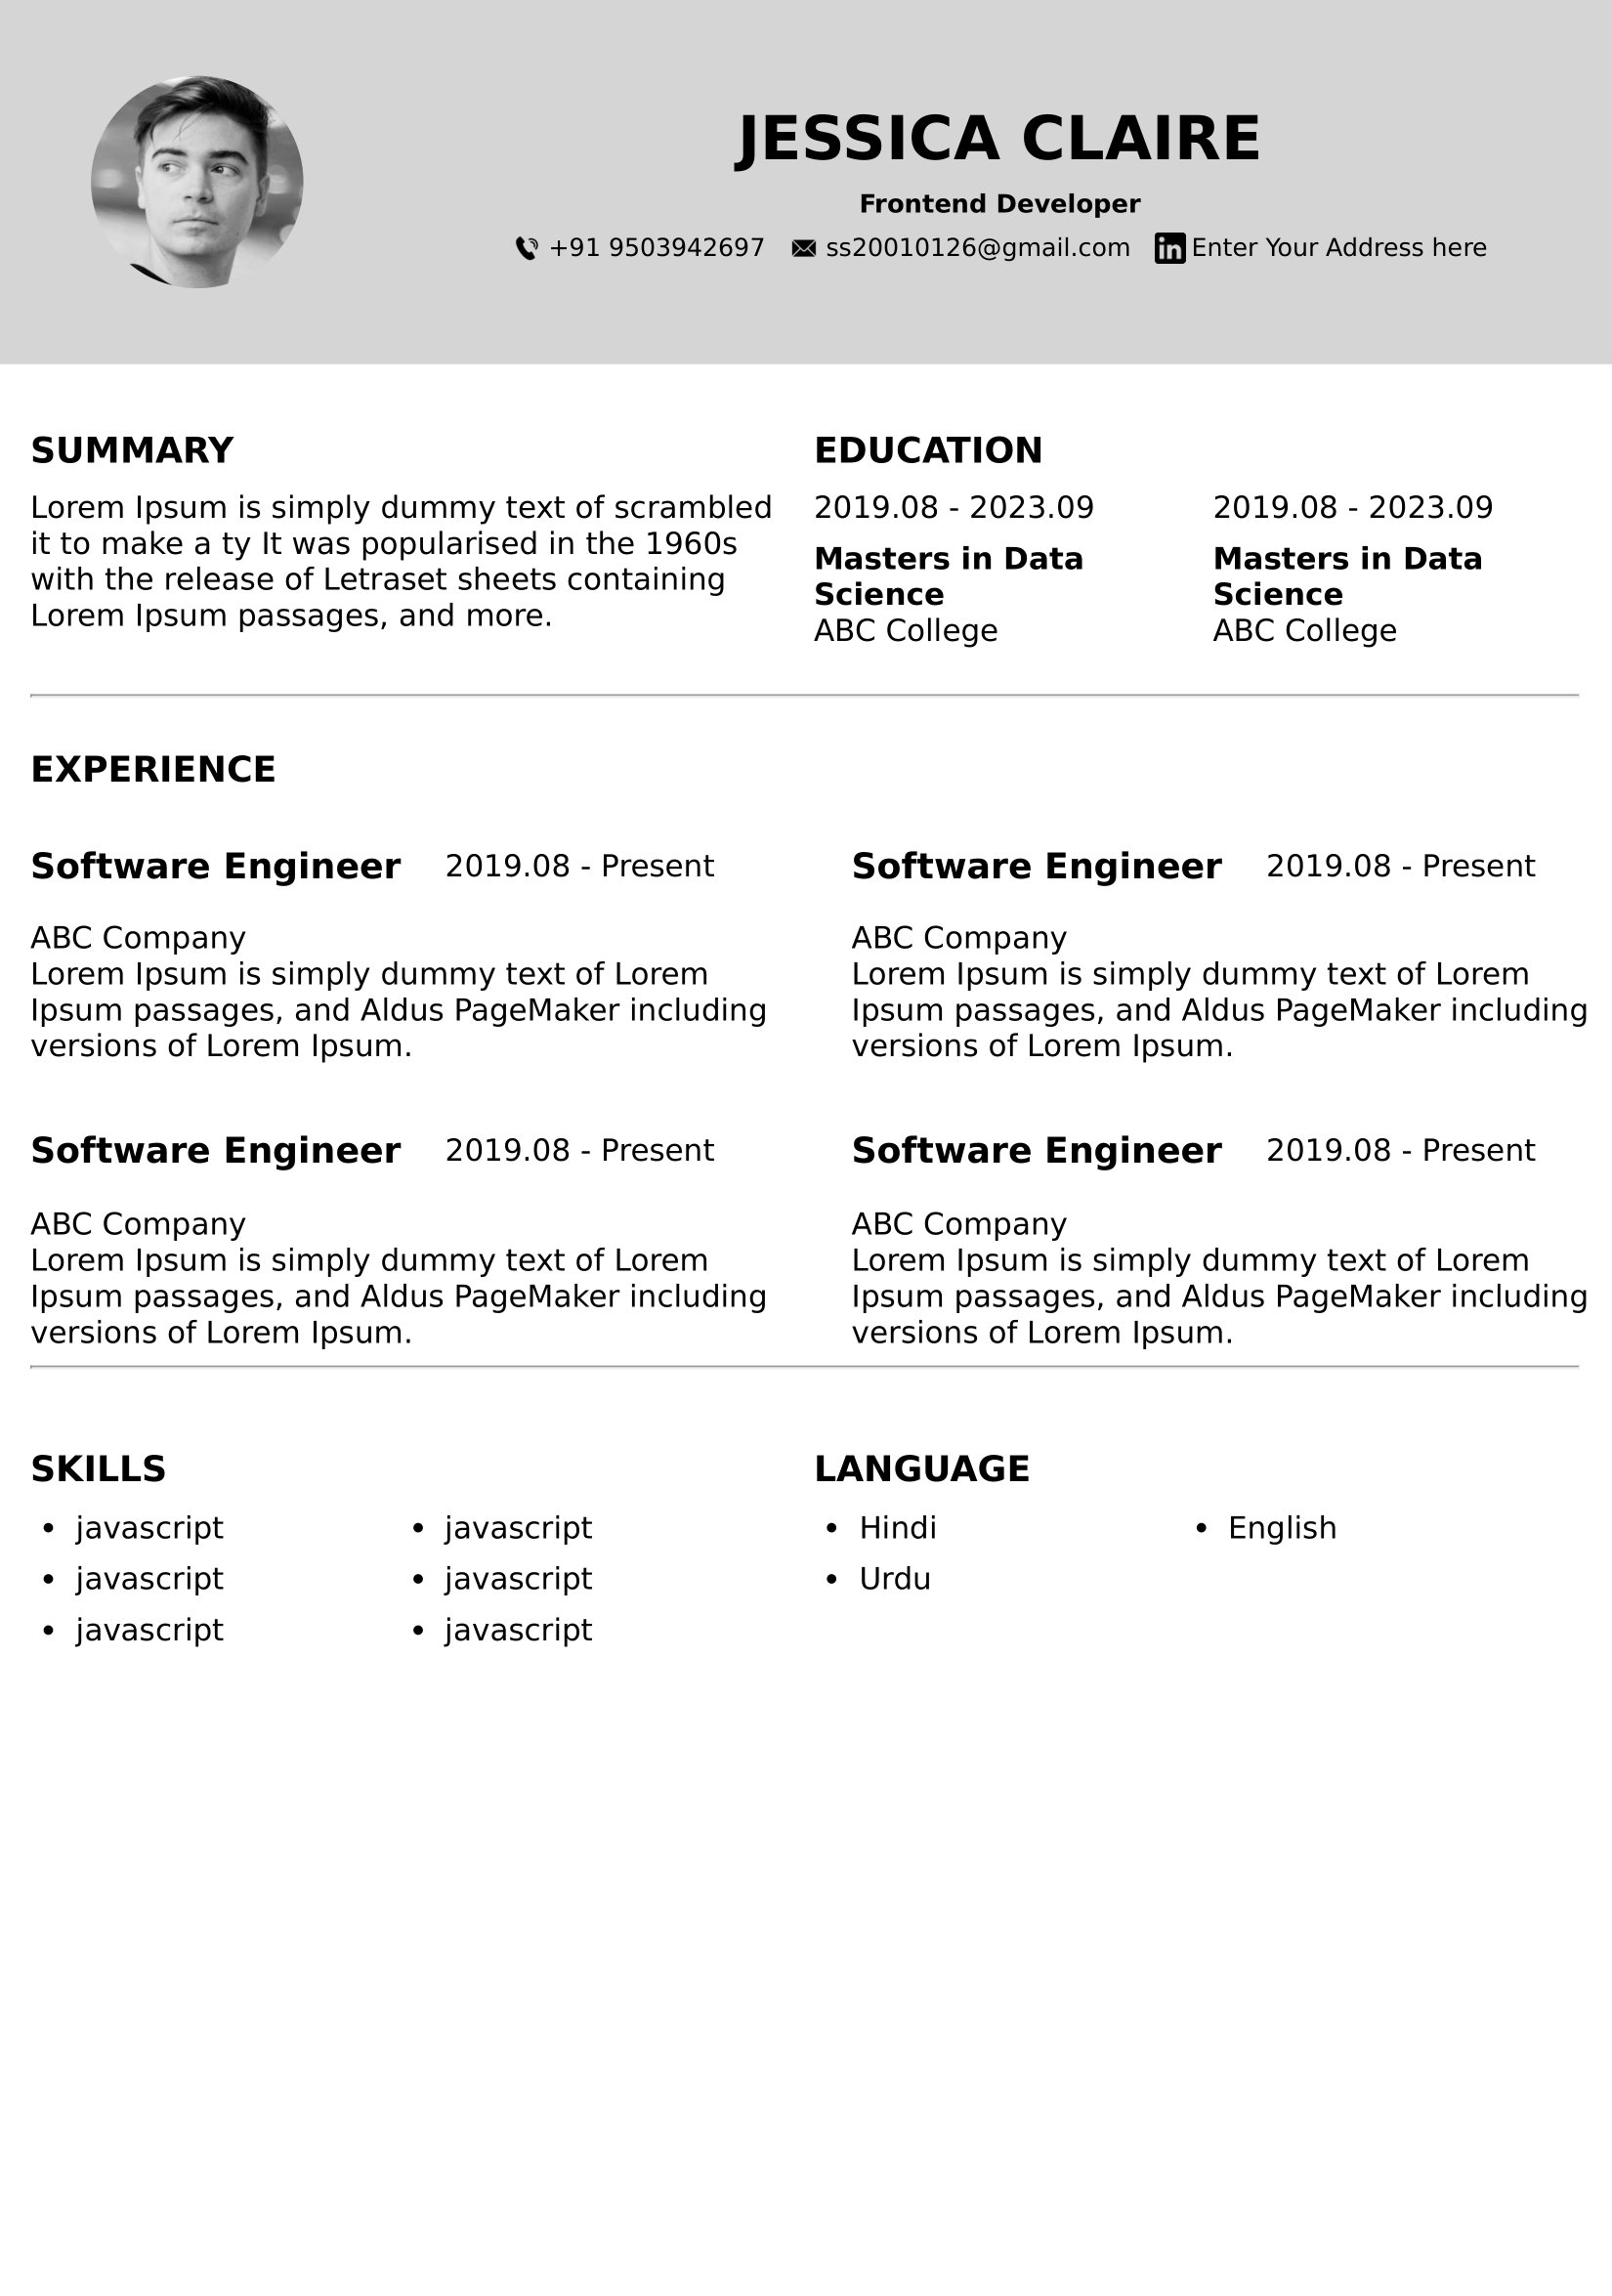 JESSICA CLAIRE
Frontend Developer
+91 9503942697 ss20010126@gmail.com in Enter Your Address here
SUMMARY
Lorem Ipsum is simply dummy text of scrambled
it to make a ty It was popularised in the 1960s
with the release of Letraset sheets containing
Lorem Ipsum passages, and more.
EDUCATION
2019.08 - 2023.09
Masters in Data
Science
ABC College
2019.08 - 2023.09
Masters in Data
Science
ABC College
EXPERIENCE
Software Engineer 2019.08 - Present
ABC Company
Lorem Ipsum is simply dummy text of Lorem
Ipsum passages, and Aldus PageMaker including
versions of Lorem Ipsum.
Software Engineer 2019.08 - Present
ABC Company
Lorem Ipsum is simply dummy text of Lorem
Ipsum passages, and Aldus PageMaker including
versions of Lorem Ipsum.
Software Engineer 2019.08 - Present
ABC Company
Lorem Ipsum is simply dummy text of Lorem
Ipsum passages, and Aldus PageMaker including
versions of Lorem Ipsum.
Software Engineer 2019.08 - Present
ABC Company
Lorem Ipsum is simply dummy text of Lorem
Ipsum passages, and Aldus PageMaker including
versions of Lorem Ipsum.
SKILLS
• javascript
• javascript
• javascript
• javascript
• javascript
• javascript
LANGUAGE
• Hindi
• English
• Urdu